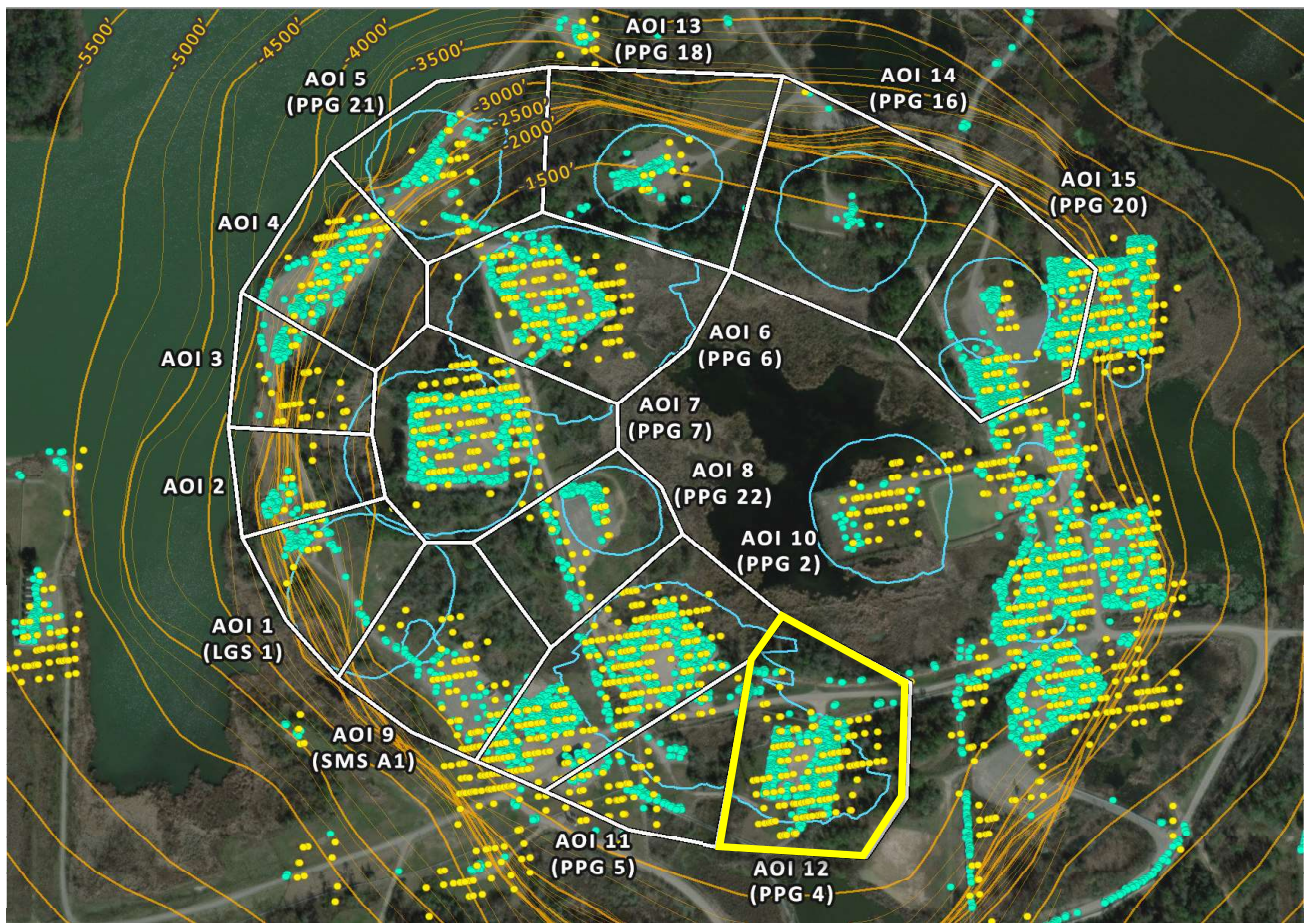 -5500'
-5000'
-4500'
-4000'
-3500'
-3000'
-2500'
-2000'
-1500'
AOI 13
(PPG 18)
AOI 5
(PPG 21)
AOI 14
(PPG 16)
AOI 15
(PPG 20)
AOI 4
AOI 3
AOI 6
(PPG 6)
AOI 7
(PPG 7)
AOI 8
(PPG 22)
AOI 2
AOI 10
(PPG 2)
AOI 1
(LGS 1)
AOI 9
(SMS A1)
AOI 11
(PPG 5)
AOI 12
(PPG 4)